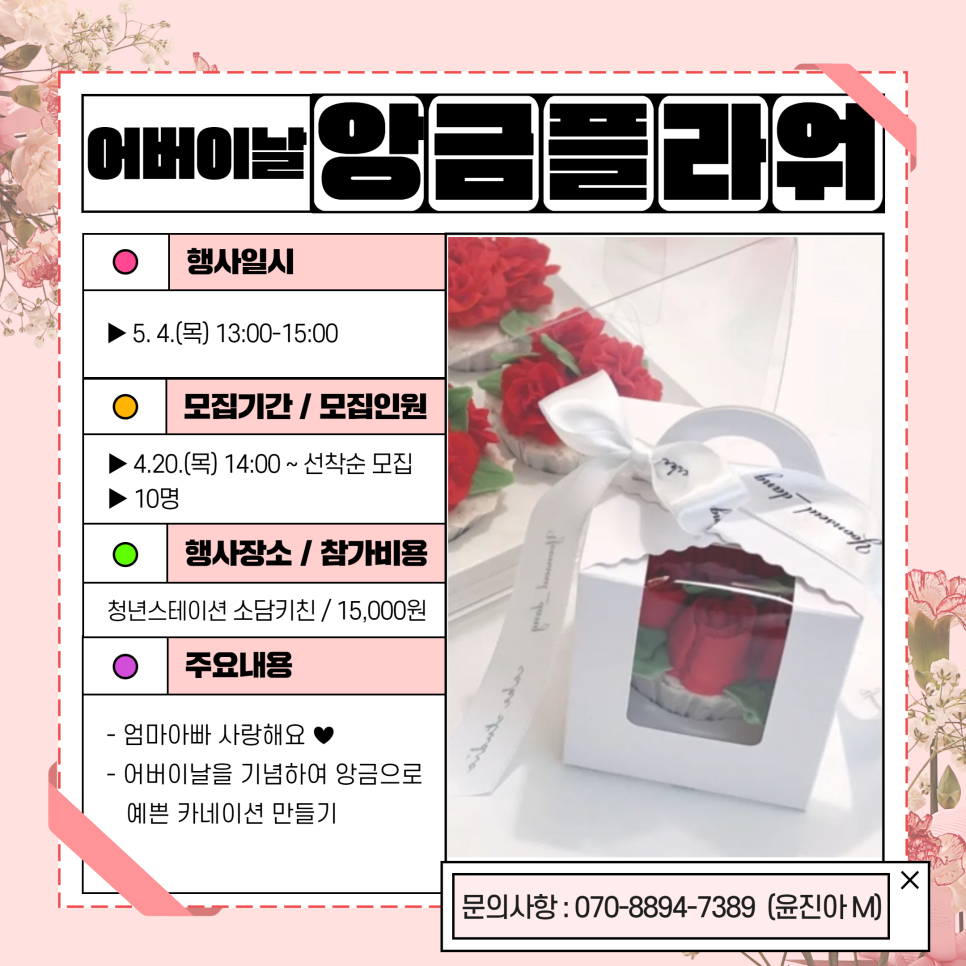 어버이날 앙금플라워
행사일시
▶ 5. 4.(목) 13:00-15:00
모집기간 / 모집인원
▶ 4.20.(목) 14:00 ~ 선착순 모집
▶ 10명
행사장소 / 참가비용
청년스테이션 소담키친 / 15,000원
주요내용
- 엄마아빠 사랑해요 ♥
- 어버이날을 기념하여 앙금으로
예쁜 카네이션 만들기
문의사항 : 070-8894-7389 (윤진아 M)